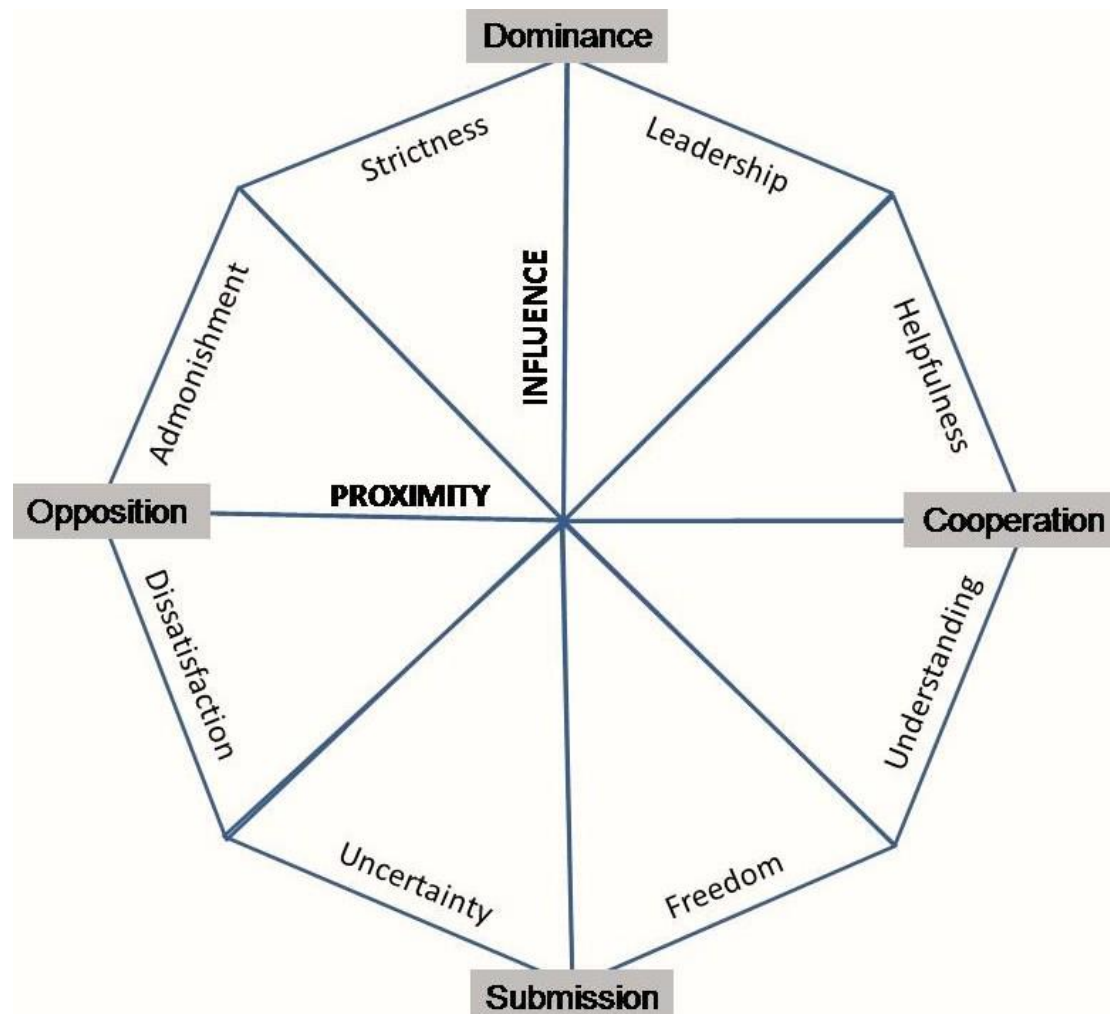 Dominance
Strictness
Leadership
INFLUENCE
Admonishment
Helpfulness
PROXIMITY
Opposition
Cooperation
Dissatisfaction
Understanding
Uncertainty
Freedom
Submission